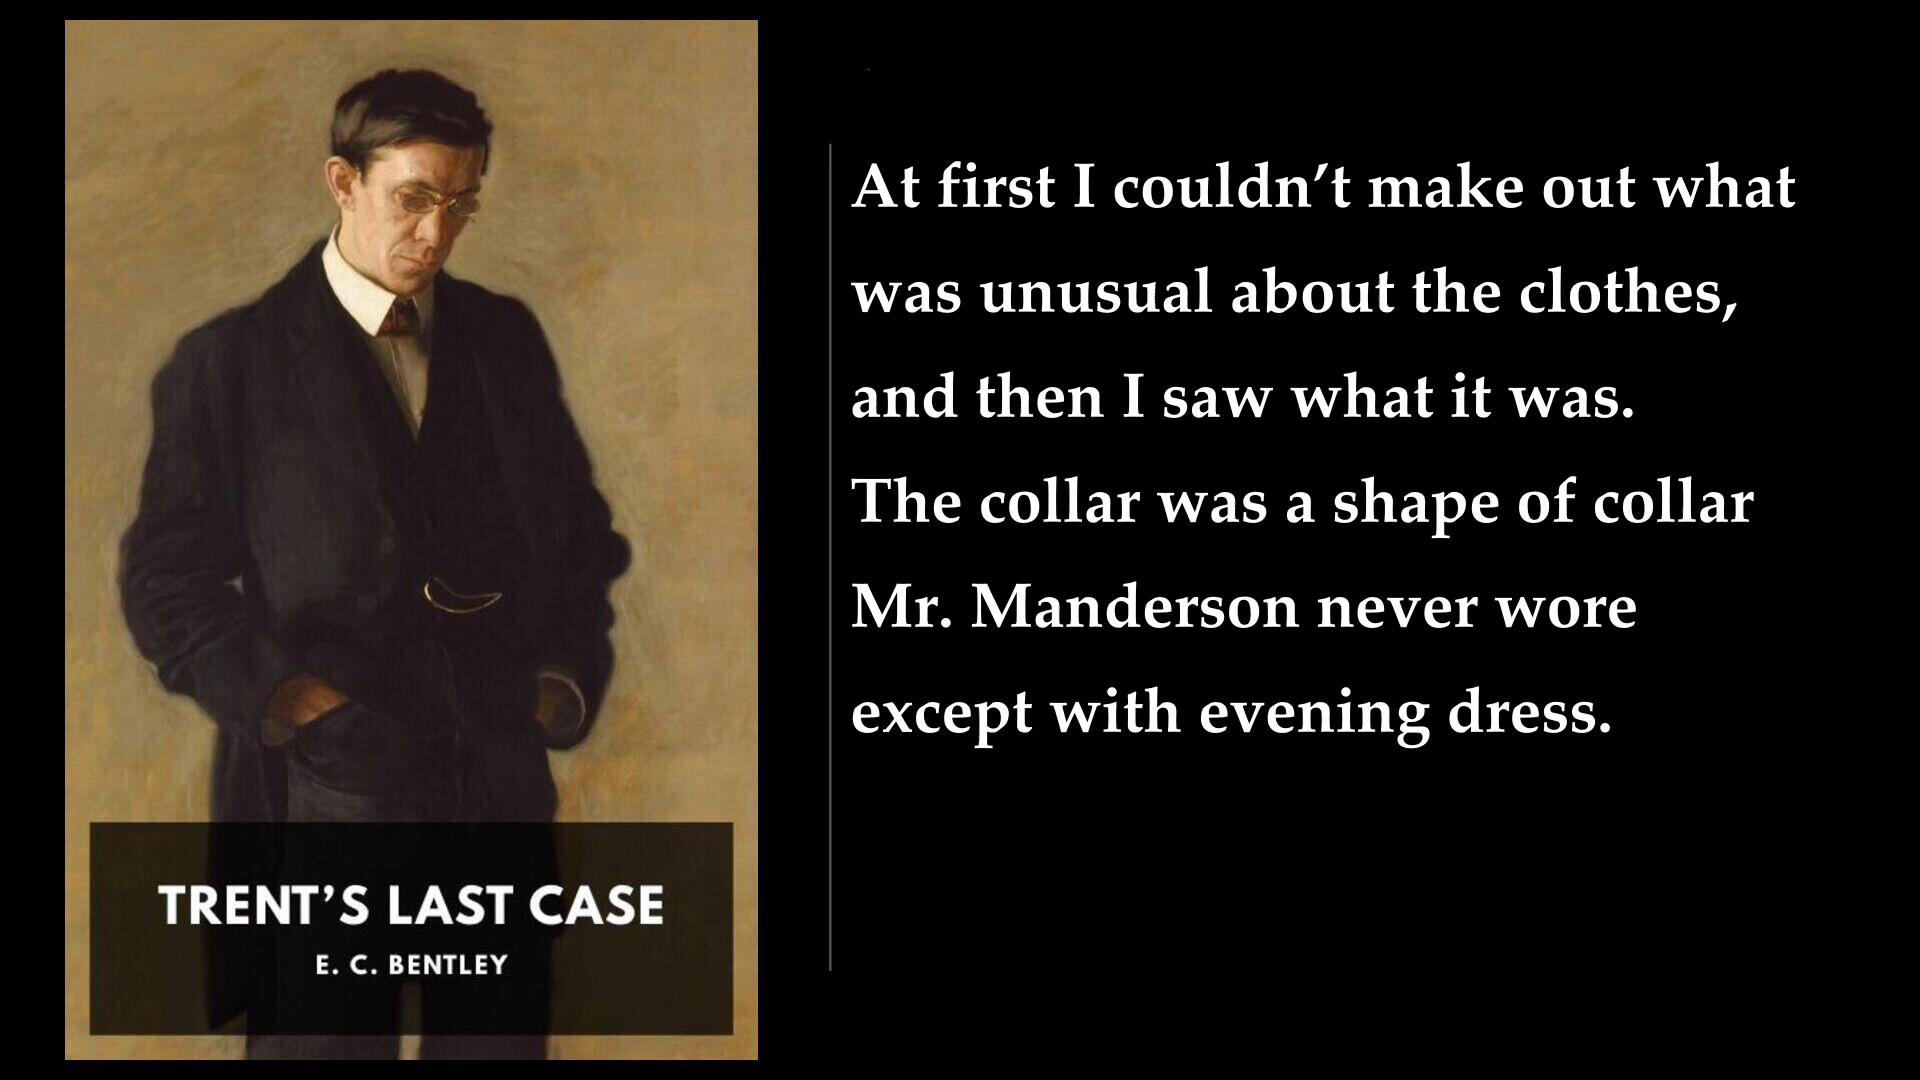 TRENT’S LAST CASE
E. C. BENTLEY
At first I couldn’t make out what
was unusual about the clothes,
and then I saw what it was.
The collar was a shape of collar
Mr. Manderson never wore
except with evening dress.